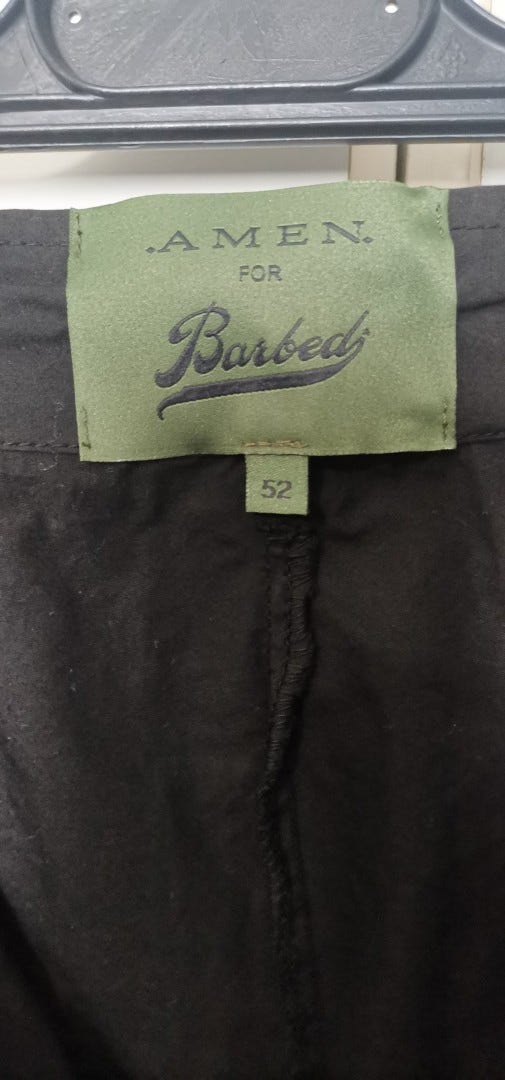 .AMEN.
FOR
Barbed
52